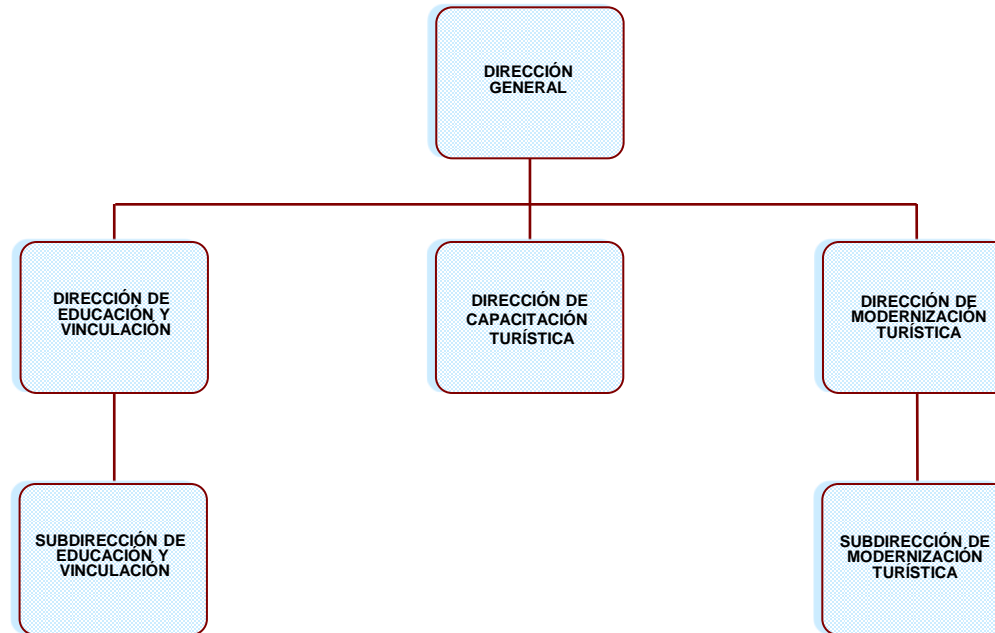 DIRECCIÓN
GENERAL
DIRECCIÓN DE
EDUCACIÓN Y
VINCULACIÓN
DIRECCIÓN DE
CAPACITACIÓN
TURÍSTICA
DIRECCIÓN DE
MODERNIZACIÓN
TURÍSTICA
SUBDIRECCIÓN DE
EDUCACIÓN Y
VINCULACIÓN
SUBDIRECCIÓN DE
MODERNIZACIÓN
TURÍSTICA